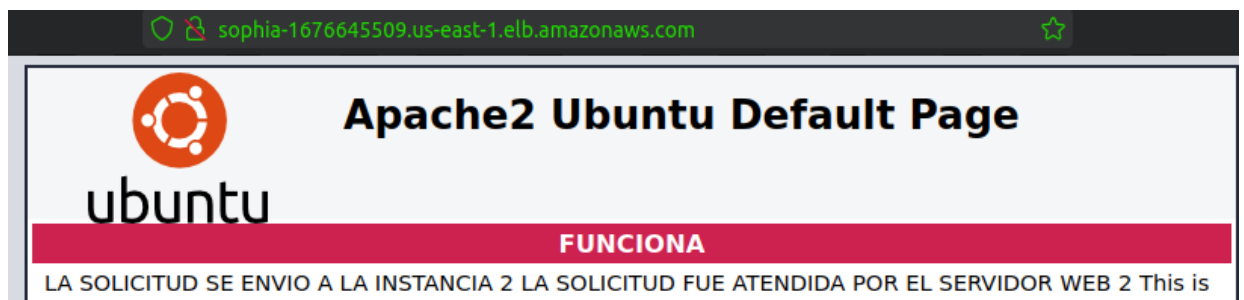 sophia-1676645509.us-east-1.elb.amazonaws.com
Apache2 Ubuntu Default Page
ubuntu
FUNCIONA
LA SOLICITUD SE ENVIO A LA INSTANCIA 2 LA SOLICITUD FUE ATENDIDA POR EL SERVIDOR WEB 2 This is